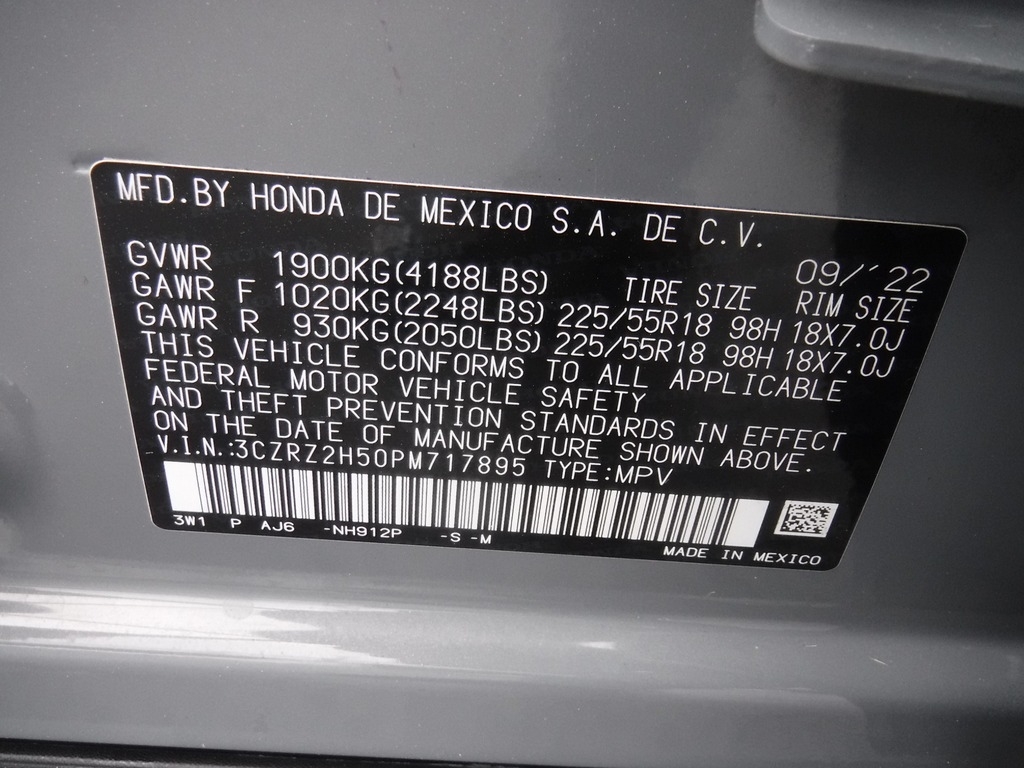 MFD.BY HONDA DE MEXICO S.A. DE C.V.
09/'22
GVWR 1900KG(4188LBS) TIRE SIZE RIM SIZE
GAWR F 1020KG(2248LBS) 225/55R18 98H 18X7.0J
GAWR R 930KG(2050LBS) 225/55R18 98H 18X7.0J
THIS VEHICLE CONFORMS TO ALL APPLICABLE
FEDERAL MOTOR VEHICLE SAFETY
AND THEFT PREVENTION STANDARDS IN EFFECT
ON THE DATE OF MANUFACTURE SHOWN ABOVE.
V.I.N.:3CZRZ2H50PM717895 TYPE:MPV
3W1 P AJ6 -NH912P -S -M
MADE IN MEXICO